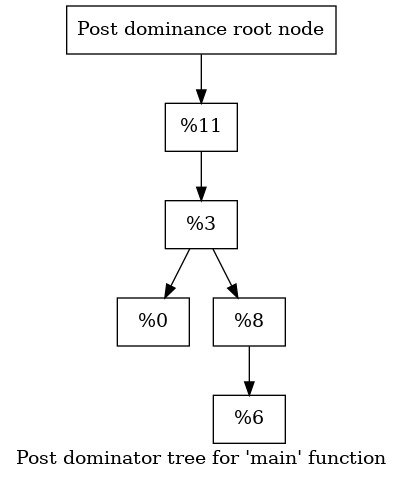 Post dominance root node
%11
%3
%0
%8
%6
Post dominator tree for 'main' function